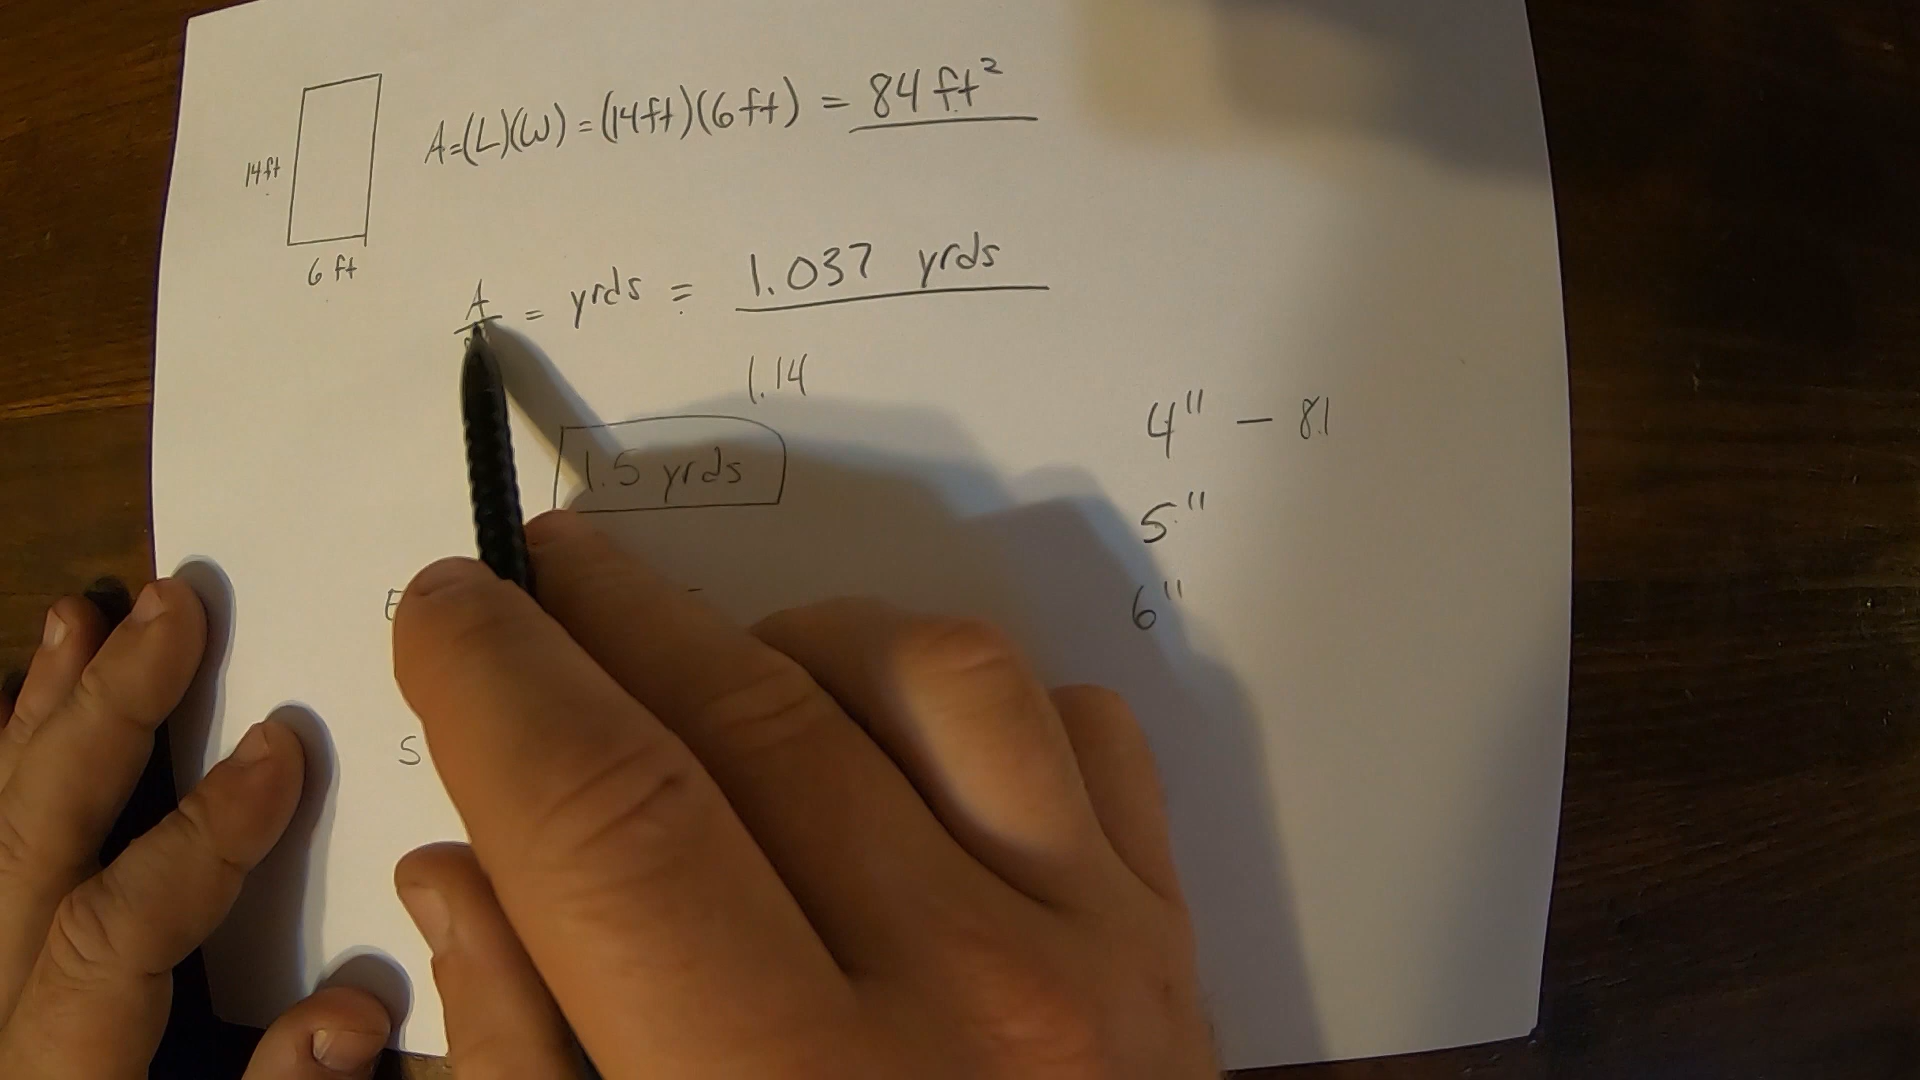 A=(L)(W) = (14ft)(6ft) = 84 ft²
14ft
6 ft
A = yrds = 1.037 yrds
1.14
1.5 yrds
4" - 81
5"
6"
E
S